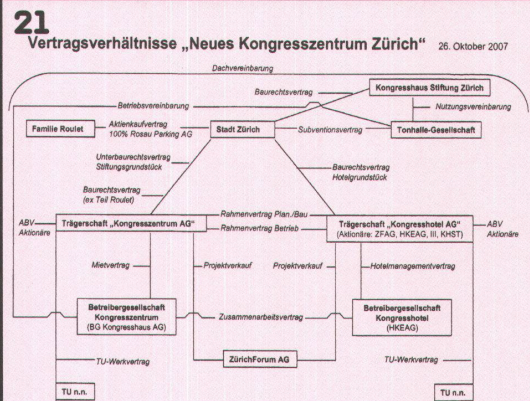 21
Vertragsverhältnisse „Neues Kongresszentrum Zürich“ 26. Oktober 2007
Dachvereinbarung
Baurechtsvertrag
Kongresshaus Stiftung Zürich
Betriebsvereinbarung
Nutzungsvereinbarung
Familie Roulet
Aktienkaufvertrag
100% Rosau Parking AG
Stadt Zürich
Subventionsvertrag
Tonhalle-Gesellschaft
Unterbaurechtsvertrag
Stiftungsgrundstück
Baurechtsvertrag
Hotelgrundstück
Baurechtsvertrag
(ex Teil Roulet)
ABV
Aktionäre
Trägerschaft „Kongresszentrum AG“
Rahmenvertrag Plan./Bau
Rahmenvertrag Betrieb
Trägerschaft „Kongresshotel AG“
(Aktionäre: ZFAG, HKEAG, III, KHST)
ABV
Aktionäre
Mietvertrag
Projektverkauf
Projektverkauf
Hotelmanagementvertrag
Betreibergesellschaft
Kongresszentrum
(BG Kongresshaus AG)
Zusammenarbeitsvertrag
Betreibergesellschaft
Kongresshotel
(HKEAG)
TU-Werkvertrag
ZürichForum AG
TU-Werkvertrag
TU n.n.
TU n.n.